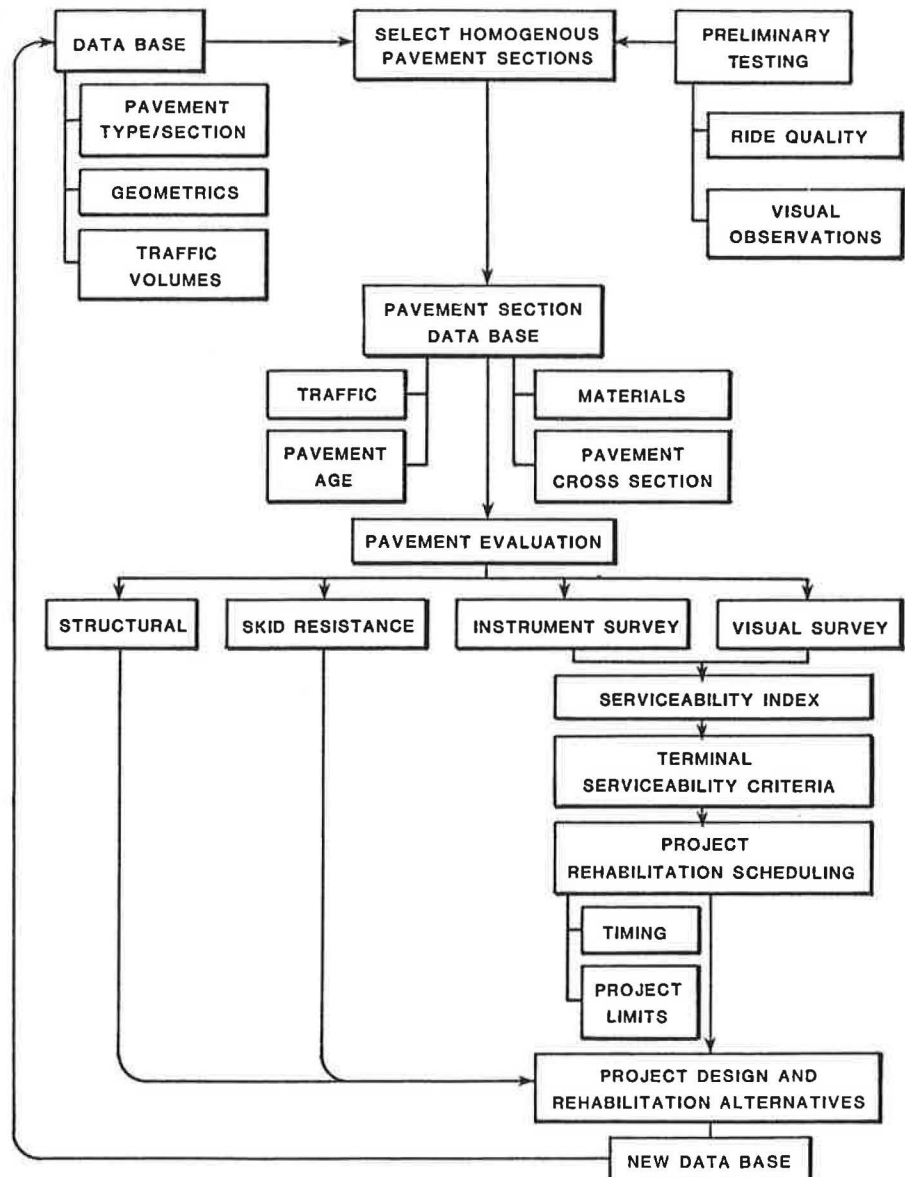 DATA BASE
SELECT HOMOGENOUS
PAVEMENT SECTIONS
PRELIMINARY
TESTING
PAVEMENT
TYPE/SECTION
GEOMETRICS
TRAFFIC
VOLUMES
RIDE QUALITY
VISUAL
OBSERVATIONS
PAVEMENT SECTION
DATA BASE
TRAFFIC
MATERIALS
PAVEMENT
AGE
PAVEMENT
CROSS SECTION
PAVEMENT EVALUATION
STRUCTURAL
SKID RESISTANCE
INSTRUMENT SURVEY
VISUAL SURVEY
SERVICEABILITY INDEX
TERMINAL
SERVICEABILITY CRITERIA
PROJECT
REHABILITATION SCHEDULING
TIMING
PROJECT
LIMITS
PROJECT DESIGN AND
REHABILITATION ALTERNATIVES
NEW DATA BASE